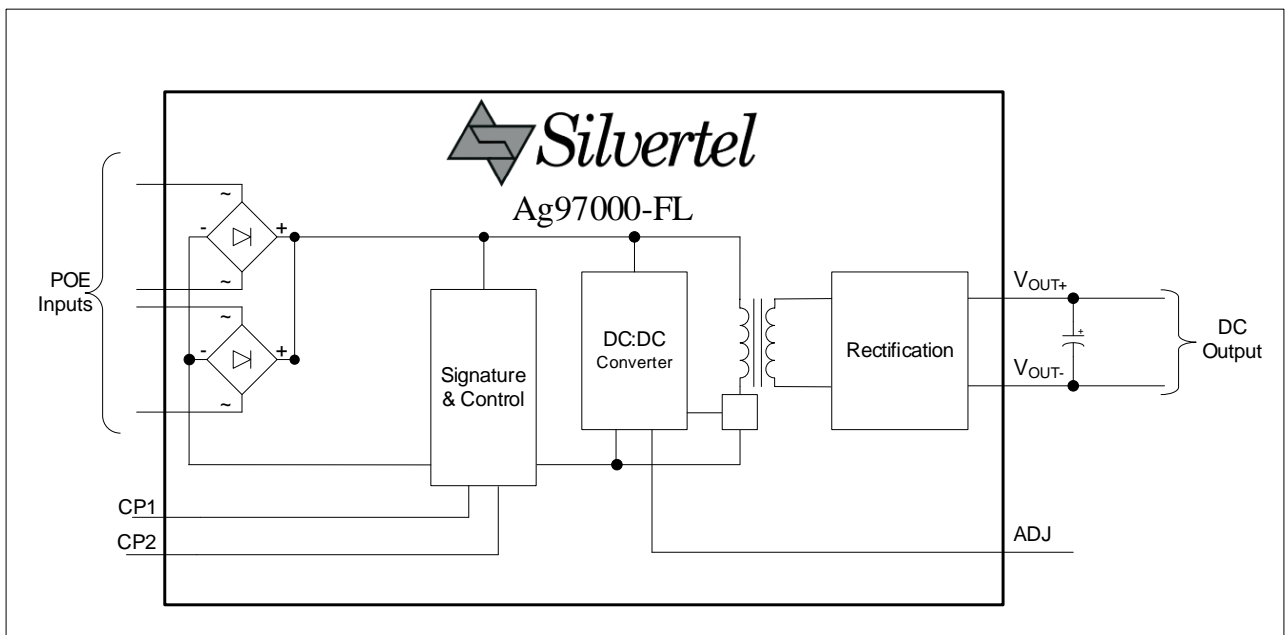 Silvertel
Ag97000-FL
~
- +
~
~
- +
~
POE
Inputs
Signature
& Control
DC:DC
Converter
Rectification
VOUT+
+
VOUT-
DC
Output
CP1
CP2
ADJ